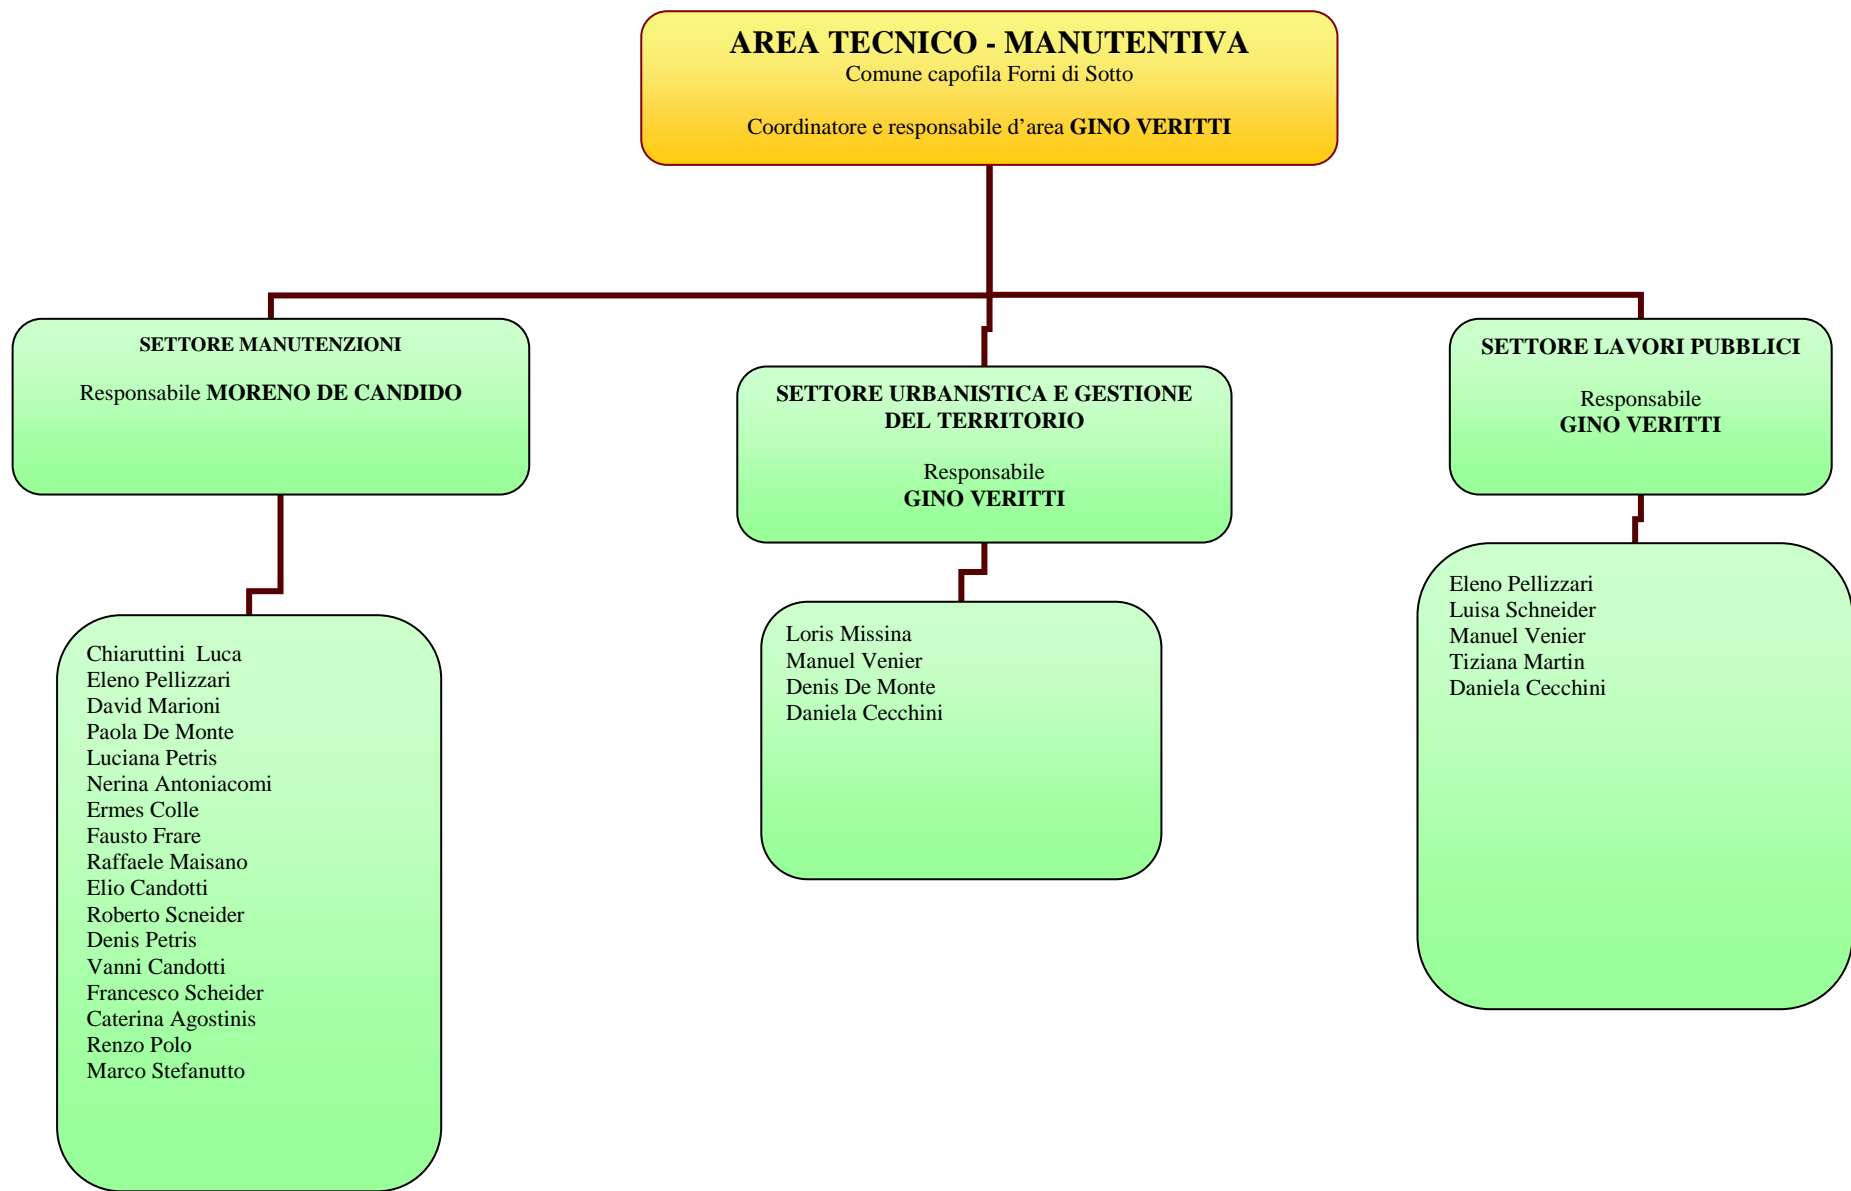 AREA TECNICO - MANUTENTIVA
Comune capofila Forni di Sotto
Coordinatore e responsabile d’area GINO VERITTI
SETTORE MANUTENZIONI
Responsabile MORENO DE CANDIDO
SETTORE URBANISTICA E GESTIONE
DEL TERRITORIO
Responsabile
GINO VERITTI
SETTORE LAVORI PUBBLICI
Responsabile
GINO VERITTI
Chiaruttini  Luca
Eleno Pellizzari
David Marioni
Paola De Monte
Luciana Petris
Nerina Antoniacomi
Ermes Colle
Fausto Frare
Raffaele Maisano
Elio Candotti
Roberto Scneider
Denis Petris
Vanni Candotti
Francesco Scheider
Caterina Agostinis
Renzo Polo
Marco Stefanutto
Loris Missina
Manuel Venier
Denis De Monte
Daniela Cecchini
Eleno Pellizzari
Luisa Schneider
Manuel Venier
Tiziana Martin
Daniela Cecchini